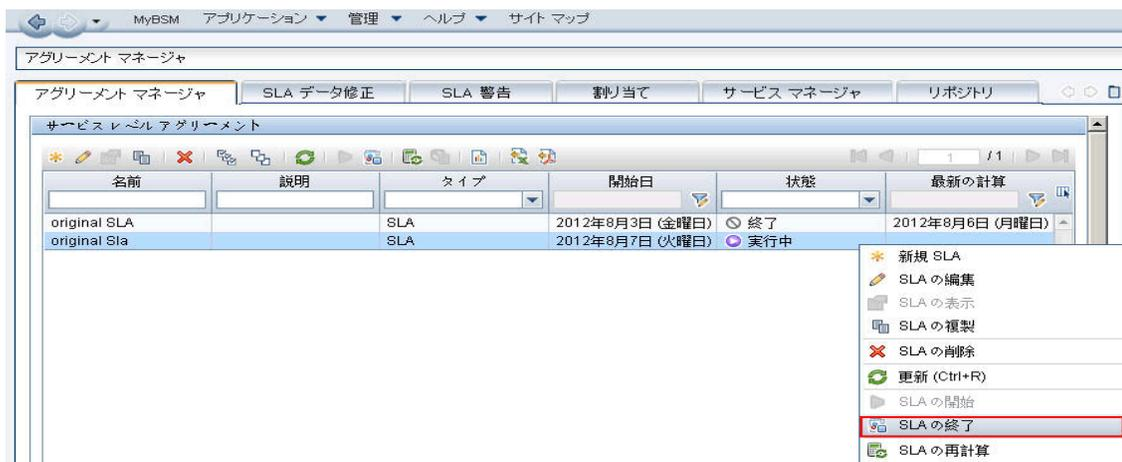 MyBSM アプリケーション 管理 ヘルプ サイト マップ
アグリーメント マネージャ
アグリーメント マネージャ SLA データ修正 SLA 警告 割り当て サービス マネージャ リポジトリ
サービス レベル アグリーメント
1 / 1
名前 説明 タイプ 開始日 状態 最新の計算
original SLA SLA 2012年8月3日 (金曜日) 終了 2012年8月6日 (月曜日)
original Sla SLA 2012年8月7日 (火曜日) 実行中
新規 SLA
SLA の編集
SLA の表示
SLA の複製
SLA の削除
更新 (Ctrl+R)
SLA の開始
SLA の終了
SLA の再計算